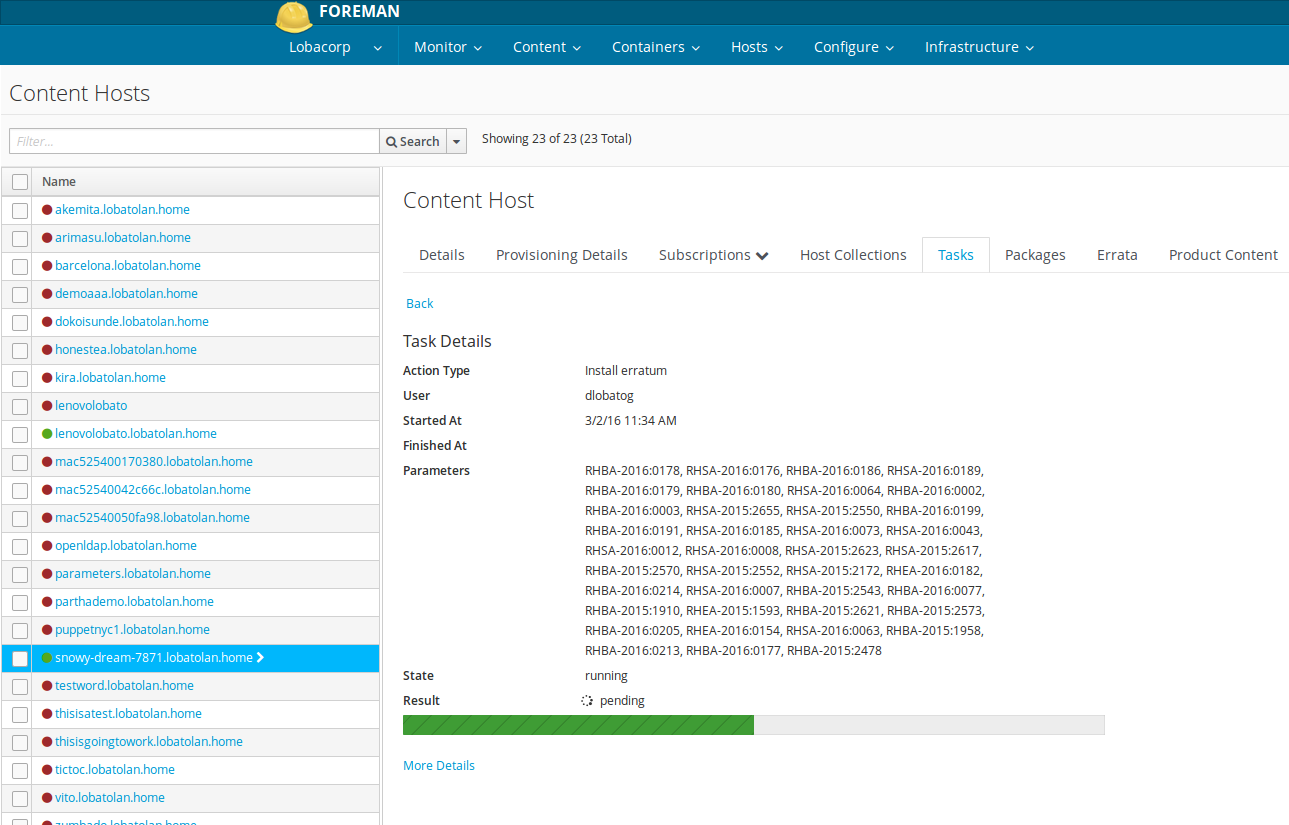 FOREMAN
Lobacorp Monitor Content Containers Hosts Configure Infrastructure
Content Hosts
Filter... Search Showing 23 of 23 (23 Total)
Name
akemita.lobatolan.home
arimasu.lobatolan.home
barcelona.lobatolan.home
demoaaa.lobatolan.home
dokoisunde.lobatolan.home
honestea.lobatolan.home
kira.lobatolan.home
lenovolobato
lenovolobato.lobatolan.home
mac525400170380.lobatolan.home
mac52540042c66c.lobatolan.home
mac52540050fa98.lobatolan.home
openldap.lobatolan.home
parameters.lobatolan.home
parthademo.lobatolan.home
puppetnyc1.lobatolan.home
snowy-dream-7871.lobatolan.home
testword.lobatolan.home
thisisatest.lobatolan.home
thisisgoingtowork.lobatolan.home
tictoc.lobatolan.home
vito.lobatolan.home
zumbado.lobatolan.home
Content Host
Details Provisioning Details Subscriptions Host Collections Tasks Packages Errata Product Content
Back
Task Details
Action Type Install erratum
User dlobatog
Started At 3/2/16 11:34 AM
Finished At
Parameters RHBA-2016:0178, RHSA-2016:0176, RHBA-2016:0186, RHSA-2016:0189,
RHBA-2016:0179, RHBA-2016:0180, RHSA-2016:0064, RHBA-2016:0002,
RHBA-2016:0003, RHSA-2015:2655, RHSA-2015:2550, RHBA-2016:0199,
RHBA-2016:0191, RHSA-2016:0185, RHSA-2016:0073, RHSA-2016:0043,
RHSA-2016:0012, RHSA-2016:0008, RHSA-2015:2623, RHSA-2015:2617,
RHBA-2015:2570, RHSA-2015:2552, RHSA-2015:2172, RHEA-2016:0182,
RHBA-2016:0214, RHSA-2016:0007, RHBA-2015:2543, RHBA-2016:0077,
RHBA-2015:1910, RHEA-2015:1593, RHBA-2015:2621, RHBA-2015:2573,
RHBA-2016:0205, RHEA-2016:0154, RHSA-2016:0063, RHBA-2015:1958,
RHBA-2016:0213, RHBA-2016:0177, RHBA-2015:2478
State running
Result pending
More Details